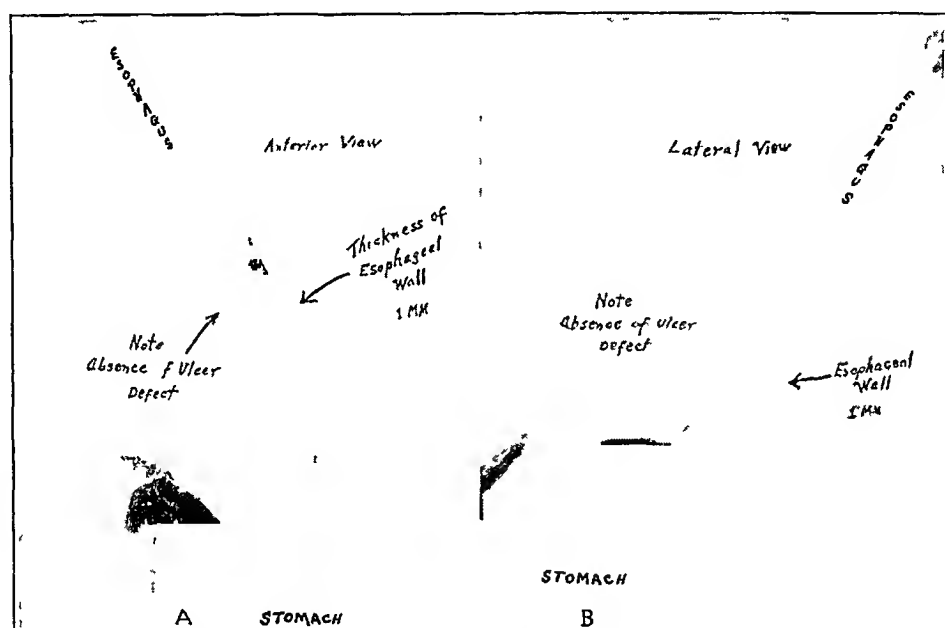 ESOPHAGUS
Anterior View
Thickness of
Esophageel
Wall
1 MM
Note
Absence f Ulcer
Defect
A
STOMACH
ESOPHAGUS
Lateral View
Note
Absence of Ulcer
Defect
Esophageal
Wall
1 MM
STOMACH
B